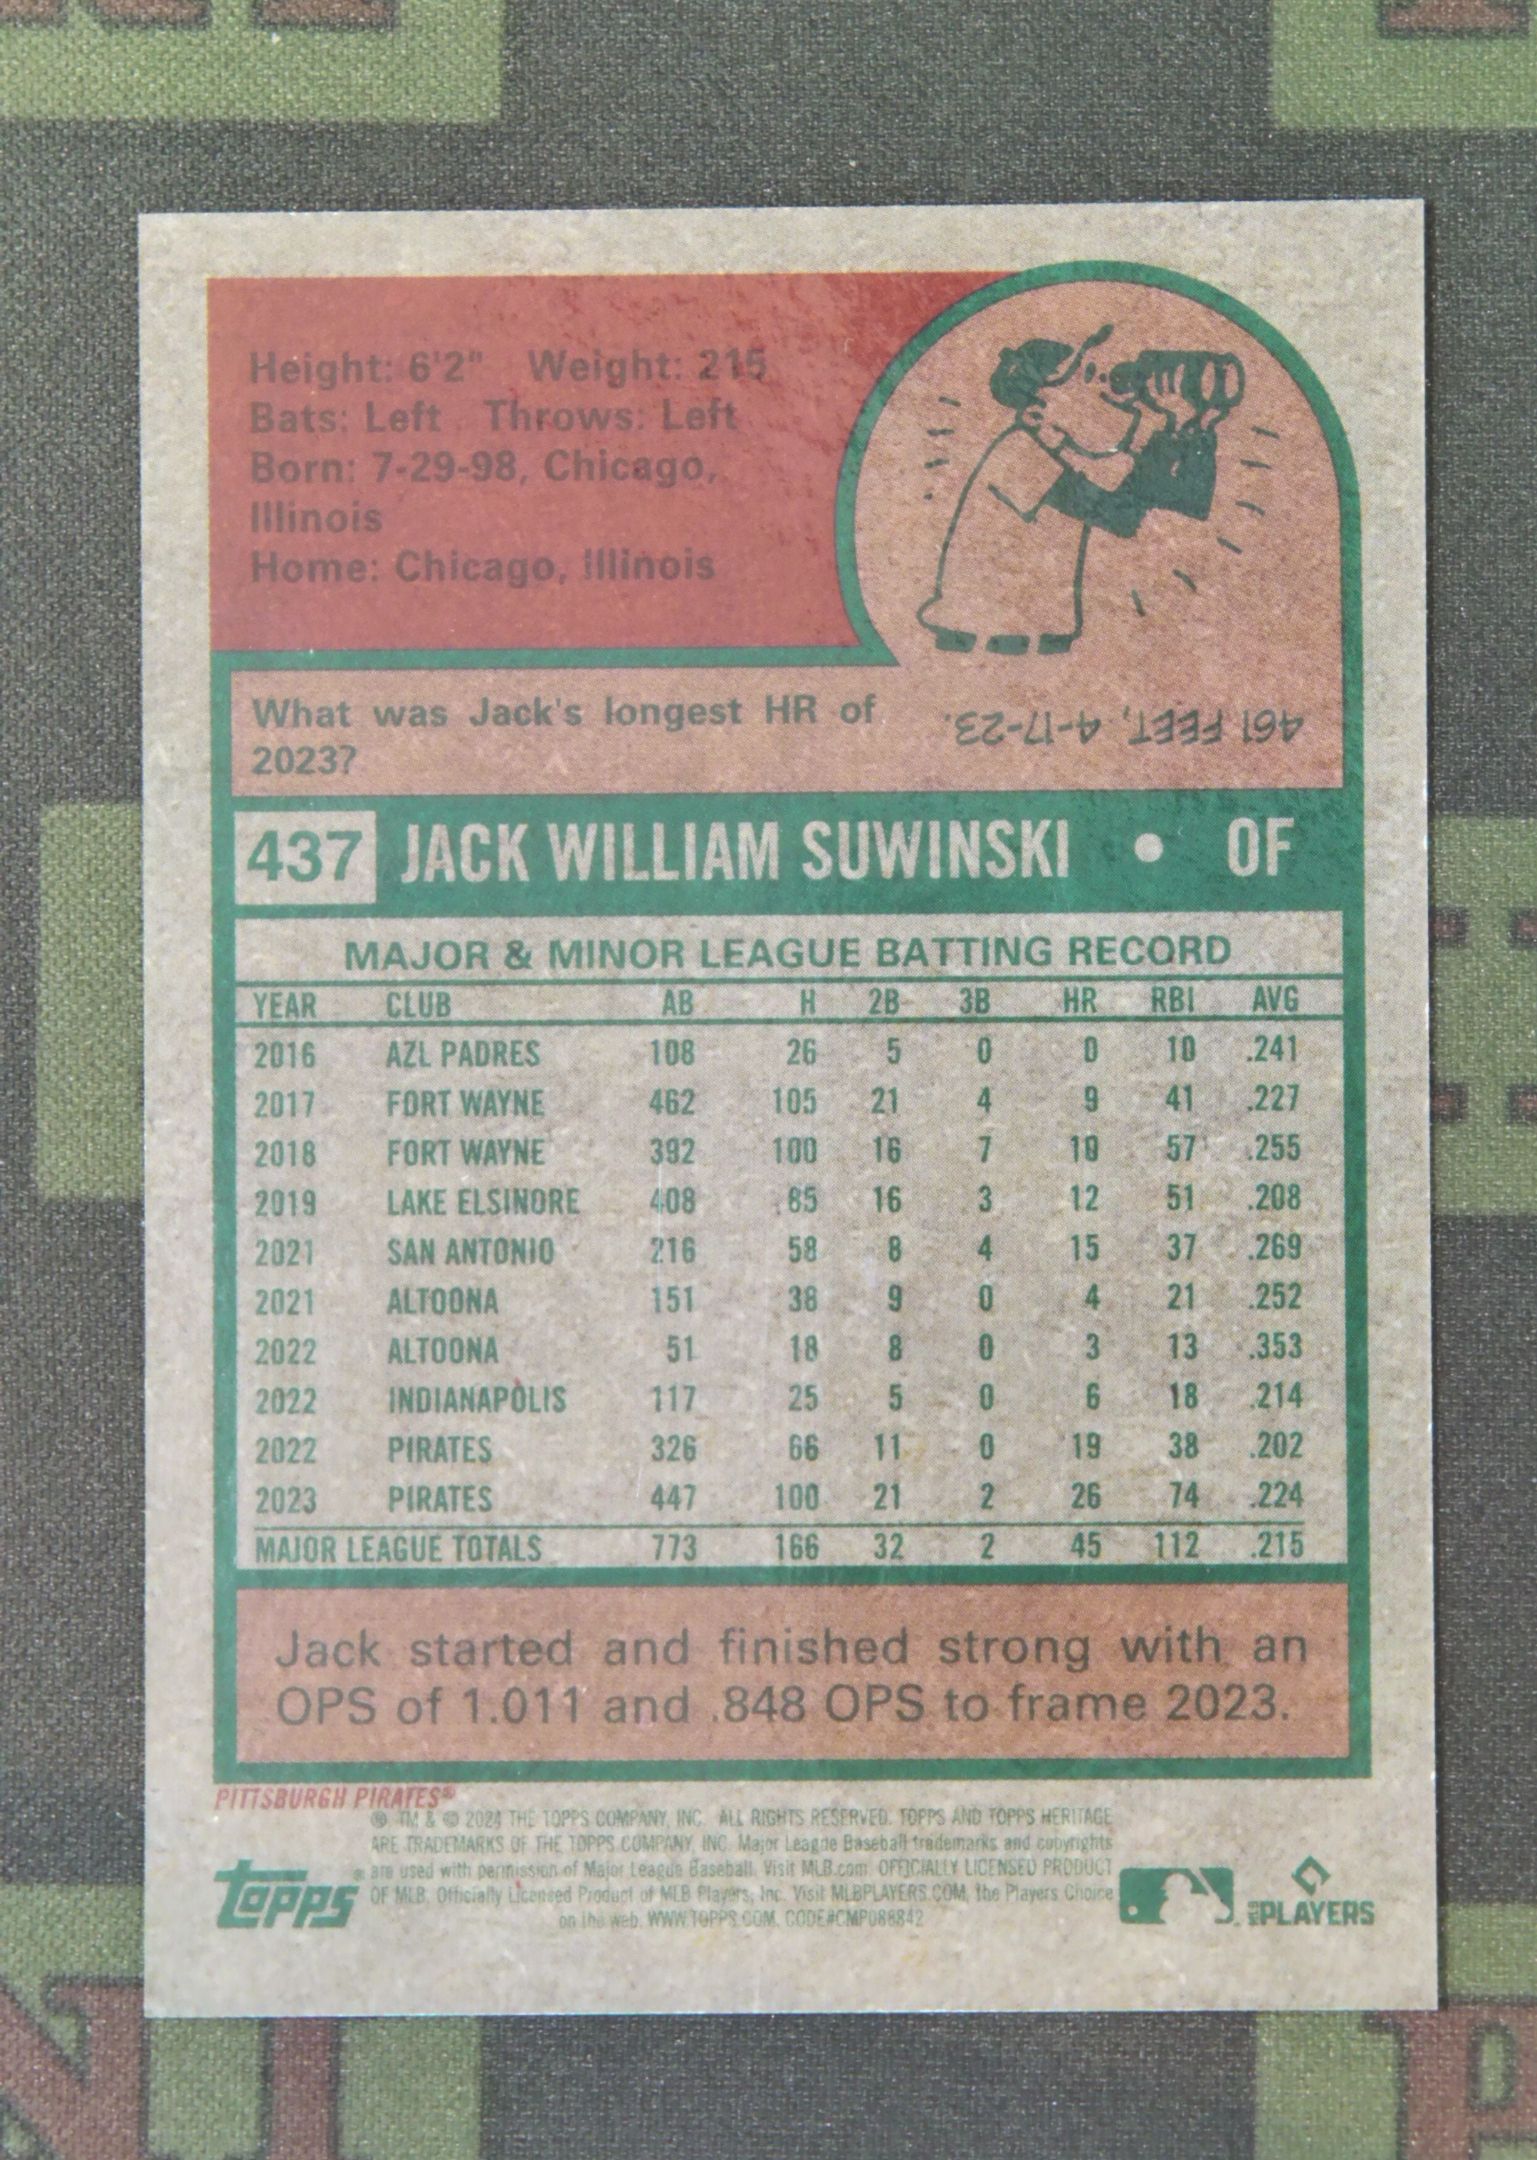 Height: 6'2" Weight: 215
Bats: Left Throws: Left
Born: 7-29-98, Chicago,
Illinois
Home: Chicago, Illinois
What was Jack's longest HR of
2023?
461 FEET, 4-17-23.
437 JACK WILLIAM SUWINSKI • OF
MAJOR & MINOR LEAGUE BATTING RECORD
YEAR CLUB AB H 2B 3B HR RBI AVG
2016 AZL PADRES 108 26 5 0 0 10 .241
2017 FORT WAYNE 462 105 21 4 9 41 .227
2018 FORT WAYNE 392 100 16 7 10 57 .255
2019 LAKE ELSINORE 408 85 16 3 12 51 .208
2021 SAN ANTONIO 216 58 8 4 15 37 .269
2021 ALTOONA 151 38 9 0 4 21 .252
2022 ALTOONA 51 18 8 0 3 13 .353
2022 INDIANAPOLIS 117 25 5 0 6 18 .214
2022 PIRATES 326 66 11 0 19 38 .202
2023 PIRATES 447 100 21 2 26 74 .224
MAJOR LEAGUE TOTALS 773 166 32 2 45 112 .215
Jack started and finished strong with an
OPS of 1.011 and .848 OPS to frame 2023.
PITTSBURGH PIRATES®
® TM & © 2024 THE TOPPS COMPANY, INC. ALL RIGHTS RESERVED. TOPPS AND TOPPS HERITAGE
ARE TRADEMARKS OF THE TOPPS COMPANY, INC. Major League Baseball trademarks and copyrights
are used with permission of Major League Baseball. Visit MLB.com. OFFICIALLY LICENSED PRODUCT
OF MLB. Officially Licensed Product of MLB Players, Inc. Visit MLBPLAYERS.COM, the Players Choice
on the web. WWW.TOPPS.COM. CODE#CMP088842
topps®
PLAYERS